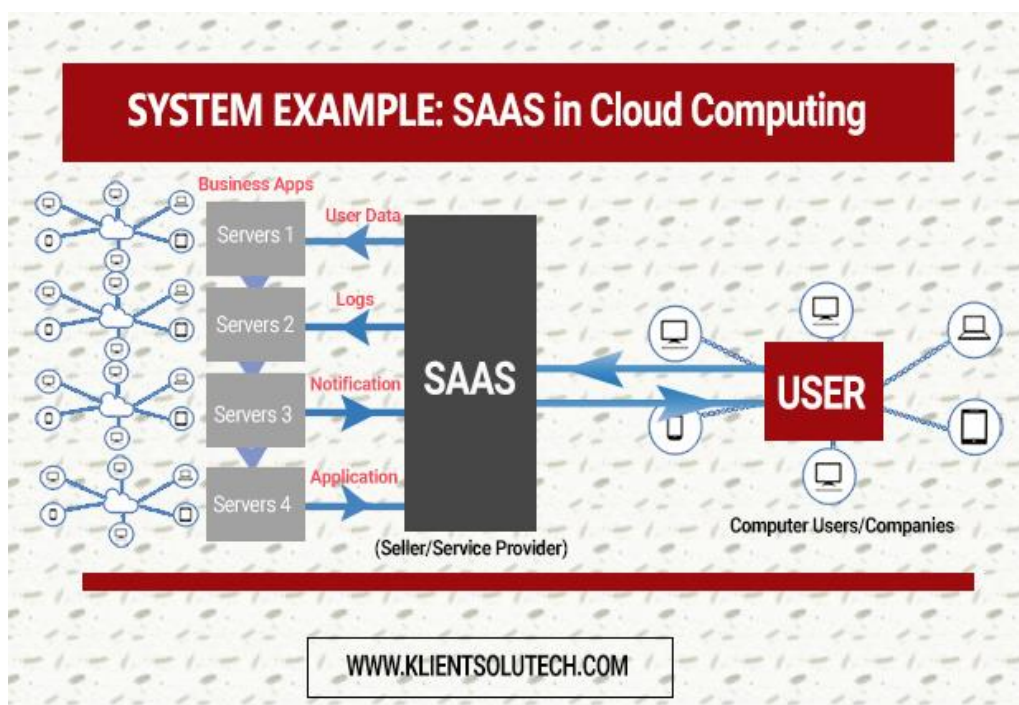 SYSTEM EXAMPLE: SAAS in Cloud Computing
Business Apps
Servers 1
User Data
Servers 2
Logs
Servers 3
Notification
Servers 4
Application
SAAS
(Seller/Service Provider)
USER
Computer Users/Companies
WWW.KLIENTSOLUTECH.COM